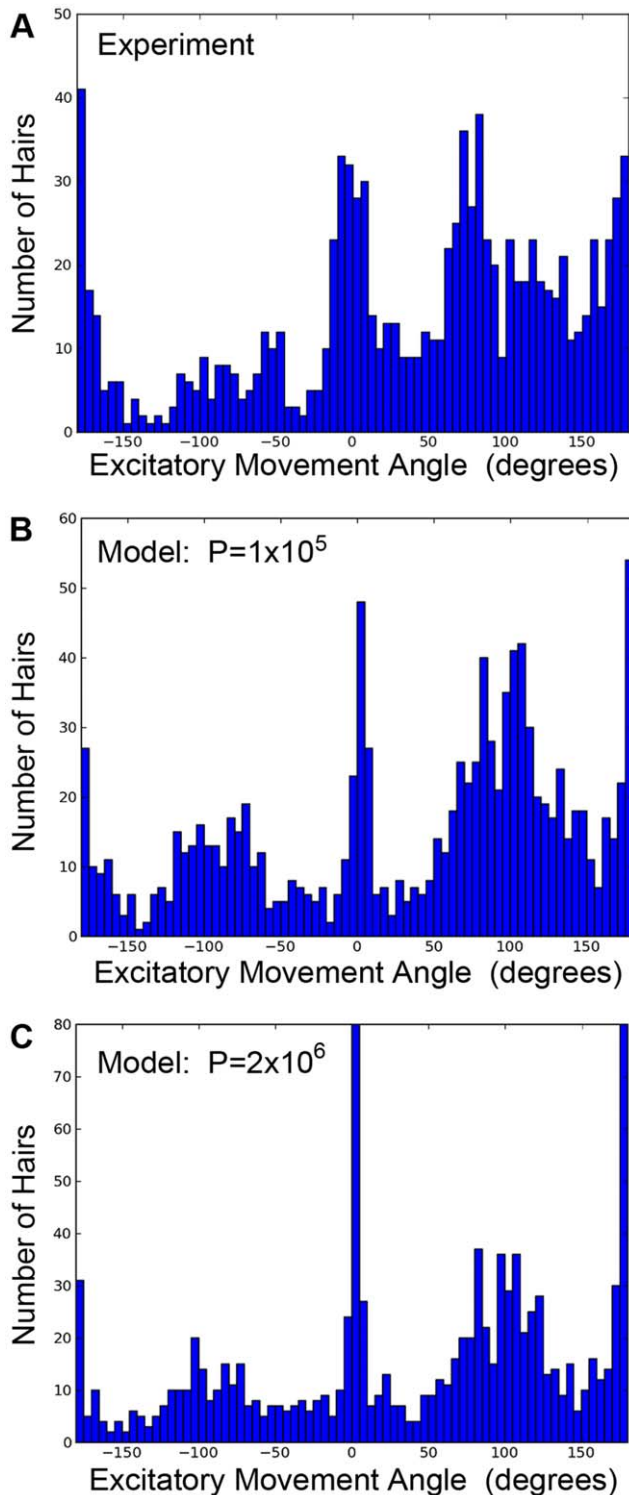 A
Experiment
50
40
30
20
10
0
Number of Hairs
−150 −100 −50 0 50 100 150
Excitatory Movement Angle (degrees)
B
Model: P=1x10⁵
60
50
40
30
20
10
0
Number of Hairs
−150 −100 −50 0 50 100 150
Excitatory Movement Angle (degrees)
C
Model: P=2x10⁶
80
70
60
50
40
30
20
10
0
Number of Hairs
−150 −100 −50 0 50 100 150
Excitatory Movement Angle (degrees)